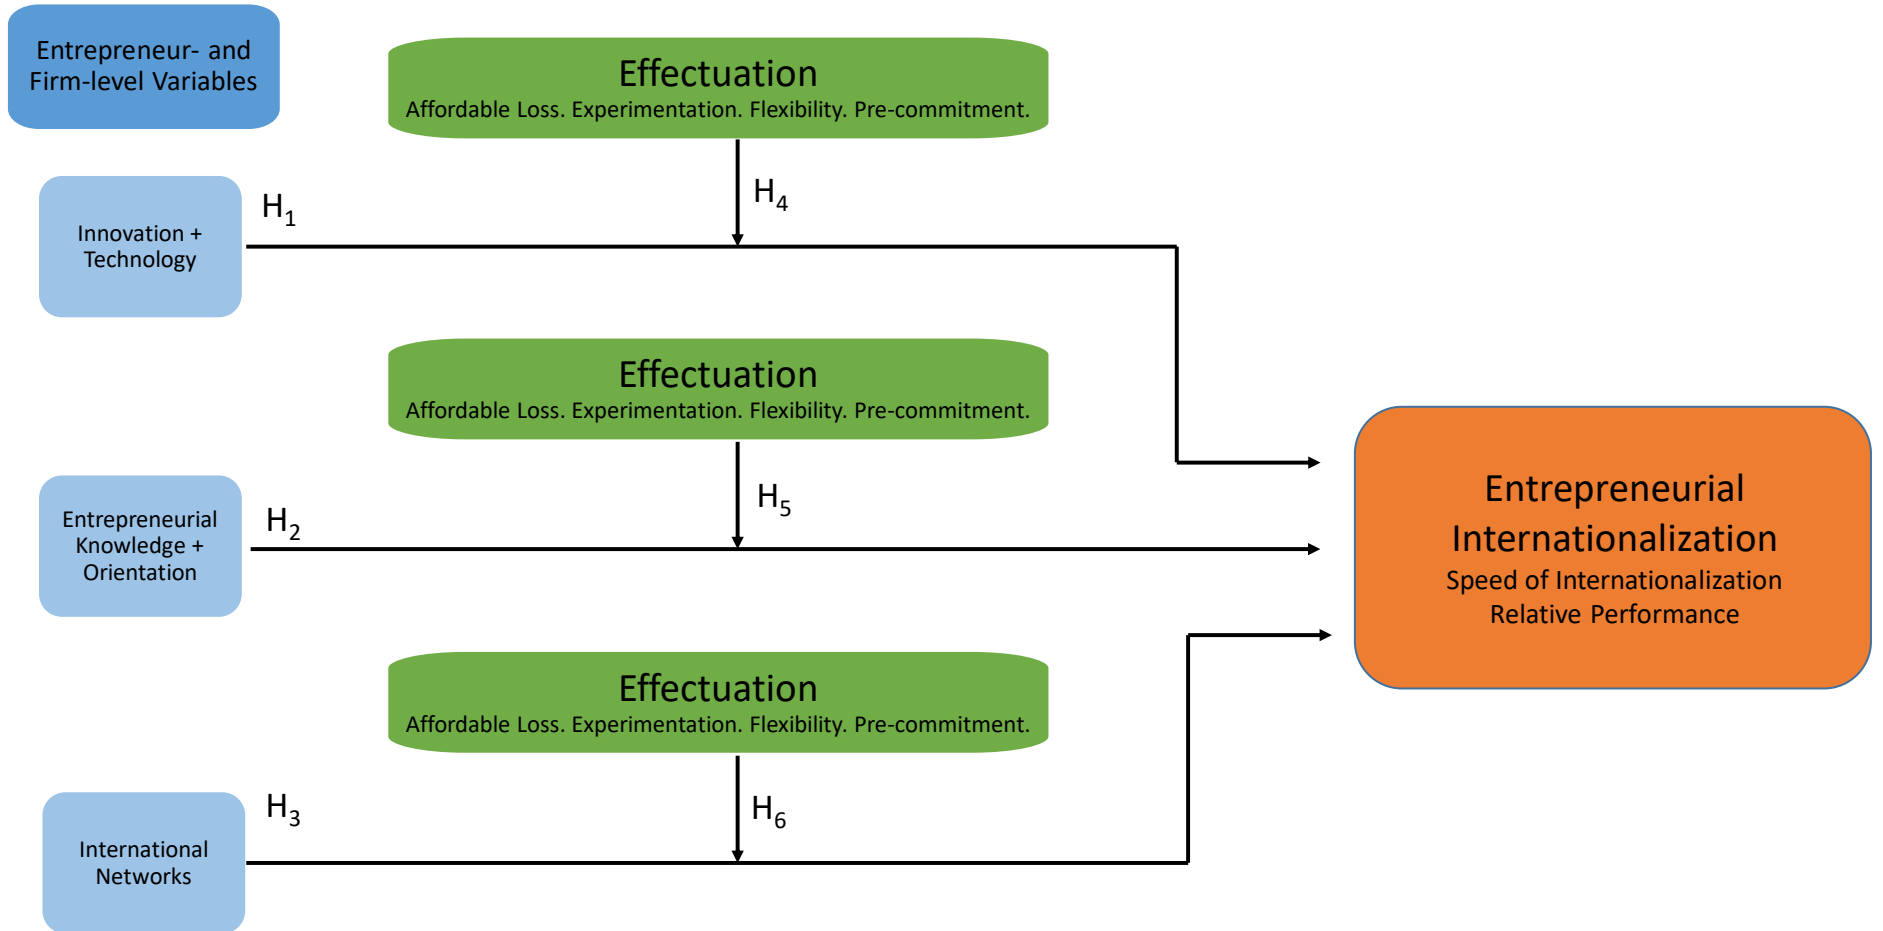 Entrepreneur- and
Firm-level Variables
Effectuation
Affordable Loss. Experimentation. Flexibility. Pre-commitment.
H₁
H₄
Innovation +
Technology
Effectuation
Affordable Loss. Experimentation. Flexibility. Pre-commitment.
H₂
H₅
Entrepreneurial
Knowledge +
Orientation
Entrepreneurial
Internationalization
Speed of Internationalization
Relative Performance
Effectuation
Affordable Loss. Experimentation. Flexibility. Pre-commitment.
H₃
H₆
International
Networks